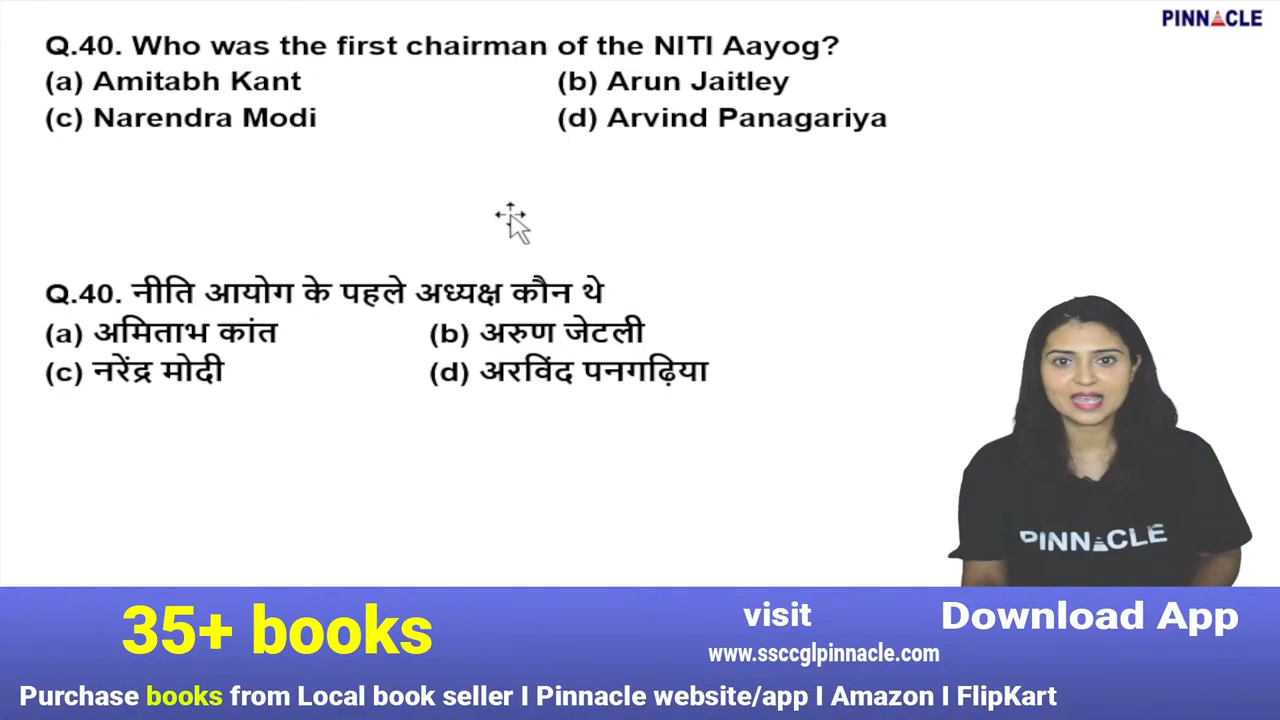 PINNACLE
Q.40. Who was the first chairman of the NITI Aayog?
(a) Amitabh Kant (b) Arun Jaitley
(c) Narendra Modi (d) Arvind Panagariya
Q.40. नीति आयोग के पहले अध्यक्ष कौन थे
(a) अमिताभ कांत (b) अरुण जेटली
(c) नरेंद्र मोदी (d) अरविंद पनगढ़िया
PINNACLE
35+ books visit Download App
www.ssccglpinnacle.com
Purchase books from Local book seller I Pinnacle website/app I Amazon I FlipKart